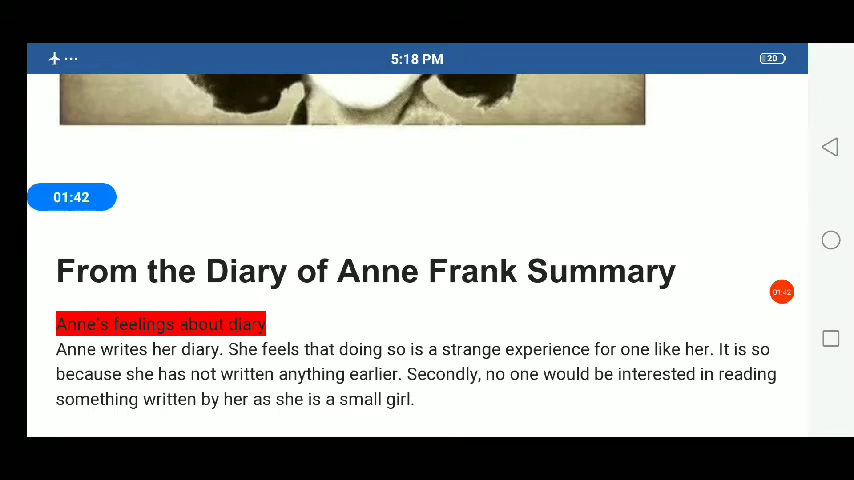 5:18 PM
20
01:42
From the Diary of Anne Frank Summary
01:42
Anne's feelings about diary
Anne writes her diary. She feels that doing so is a strange experience for one like her. It is so
because she has not written anything earlier. Secondly, no one would be interested in reading
something written by her as she is a small girl.